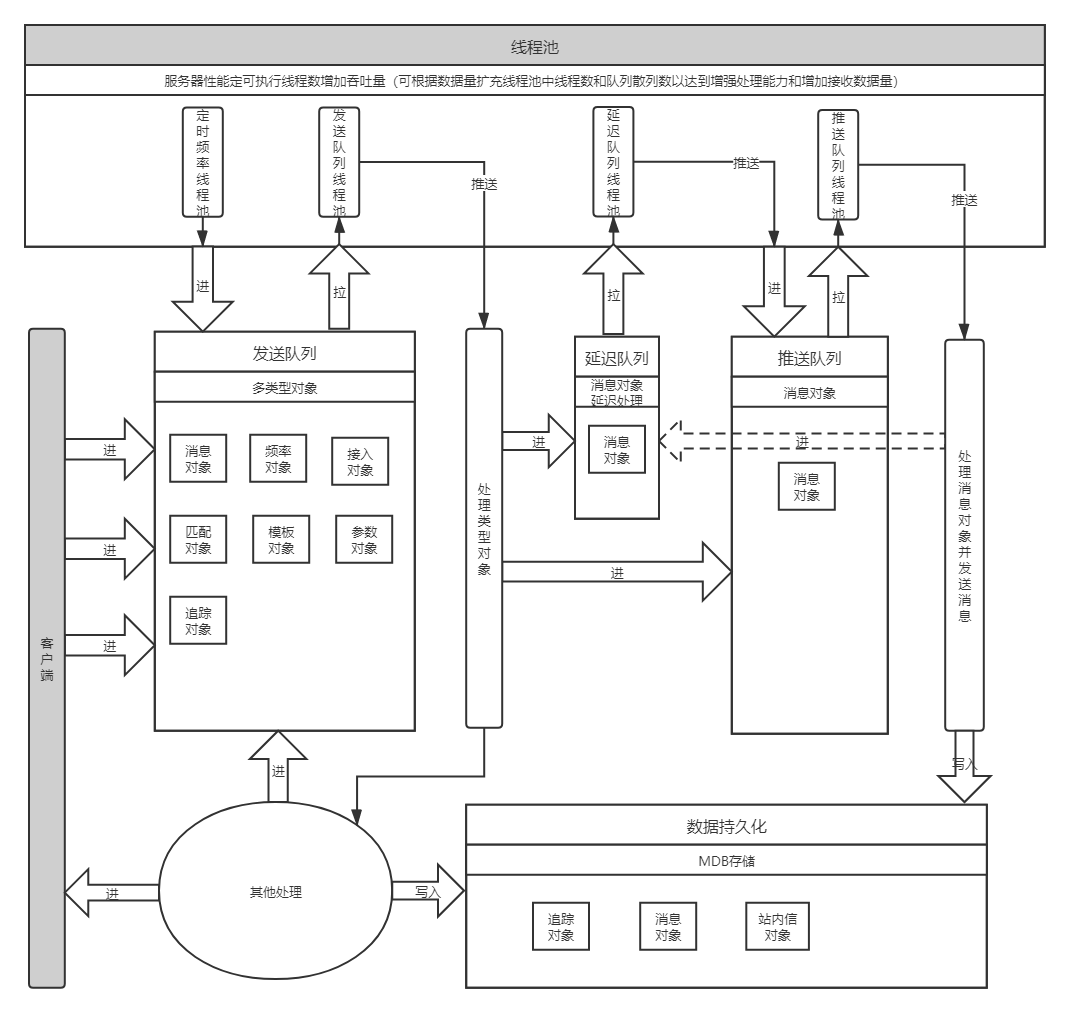 线程池
服务器性能定可执行线程数增加吞吐量（可根据数据量扩充线程池中线程数和队列散列数以达到增强处理能力和增加接收数据量）
定
时
频
率
线
程
池
发
送
队
列
线
程
池
延
迟
队
列
线
程
池
推
送
队
列
线
程
池
推送
推送
推送
进
拉
拉
进
拉
发送队列
多类型对象
消息
对象
频率
对象
接入
对象
匹配
对象
模板
对象
参数
对象
追踪
对象
进
进
进
客
户
端
处
理
类
型
对
象
进
进
延迟队列
消息对象
延迟处理
消息
对象
推送队列
消息对象
进
消息
对象
处
理
消
息
对
象
并
发
送
消
息
写入
进
其他处理
进
写入
数据持久化
MDB存储
追踪
对象
消息
对象
站内信
对象